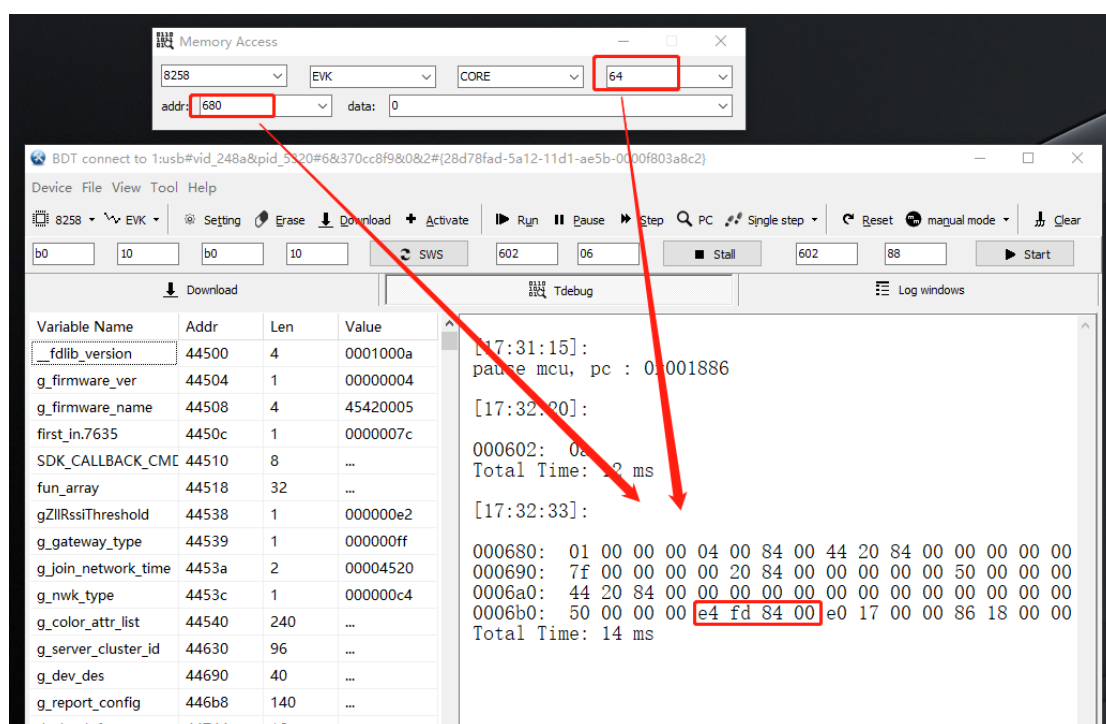 Memory Access
8258 EVK CORE 64
addr: 680 data: 0
BDT connect to 1:usb#vid_248a&pid_5320#6&370cc8f9&0&2#{28d78fad-5a12-11d1-ae5b-0000f803a8c2}
Device File View Tool Help
8258 EVK Setting Erase Download Activate Run Pause Step PC Single step Reset manual mode Clear
b0 10 b0 10 SWS 602 06 Stall 602 88 Start
Download Tdebug Log windows
Variable Name Addr Len Value
__fdlib_version 44500 4 0001000a
g_firmware_ver 44504 1 00000004
g_firmware_name 44508 4 45420005
first_in.7635 4450c 1 0000007c
SDK_CALLBACK_CME 44510 8 ...
fun_array 44518 32 ...
gZllRssiThreshold 44538 1 000000e2
g_gateway_type 44539 1 000000ff
g_join_network_time 4453a 2 00004520
g_nwk_type 4453c 1 000000c4
g_color_attr_list 44540 240 ...
g_server_cluster_id 44630 96 ...
g_dev_des 44690 40 ...
g_report_config 446b8 140 ...
[17:31:15]:
pause mcu, pc : 0x001886
[17:32:20]:
000602: 0a
Total Time: 12 ms
[17:32:33]:
000680: 01 00 00 00 04 00 84 00 44 20 84 00 00 00 00 00
000690: 7f 00 00 00 00 20 84 00 00 00 00 00 50 00 00 00
0006a0: 44 20 84 00 00 00 00 00 00 00 00 00 00 00 00 00
0006b0: 50 00 00 00 e4 fd 84 00 e0 17 00 00 86 18 00 00
Total Time: 14 ms